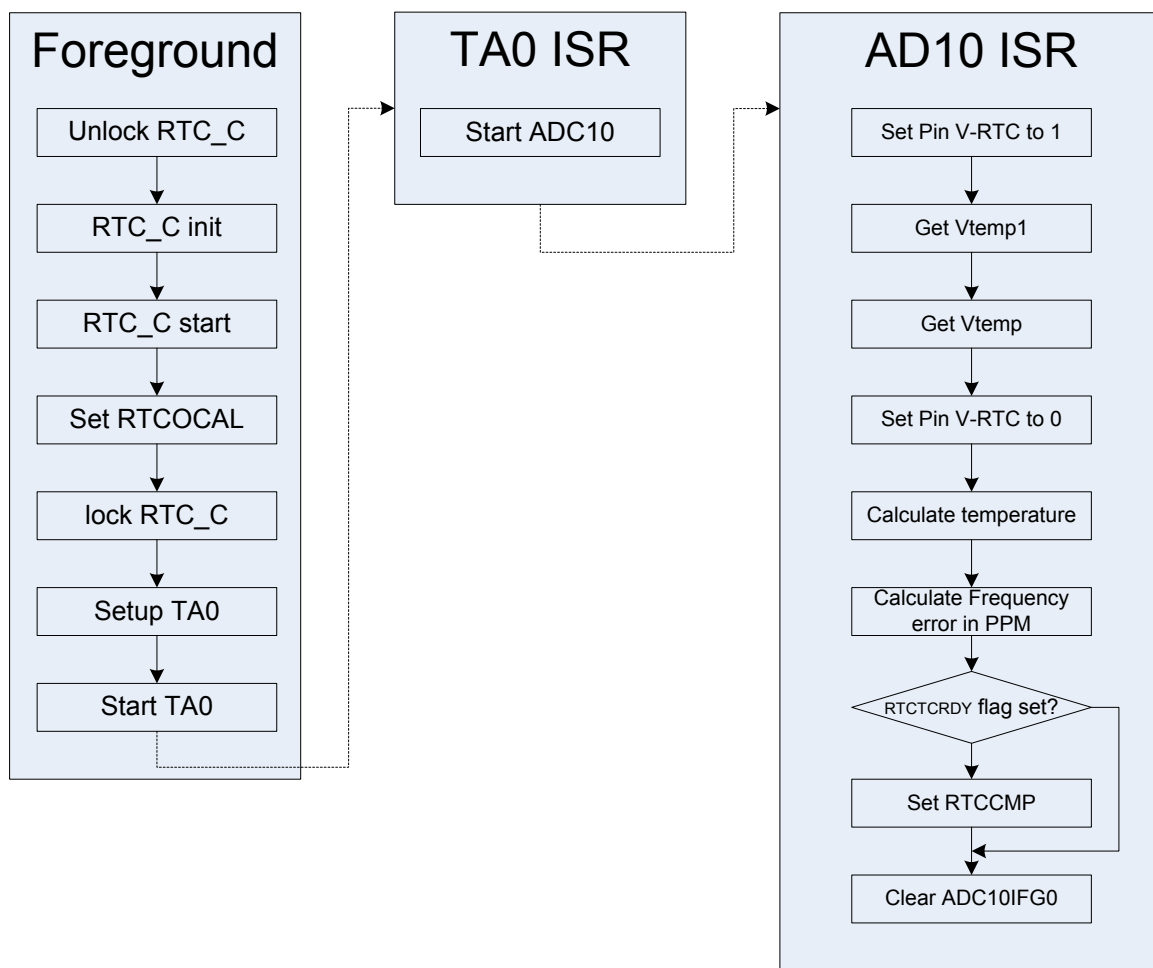 Foreground
Unlock RTC_C
RTC_C init
RTC_C start
Set RTCOCAL
lock RTC_C
Setup TA0
Start TA0
TA0 ISR
Start ADC10
AD10 ISR
Set Pin V-RTC to 1
Get Vtemp1
Get Vtemp
Set Pin V-RTC to 0
Calculate temperature
Calculate Frequency
error in PPM
RTCTCRDY flag set?
Set RTCCMP
Clear ADC10IFG0